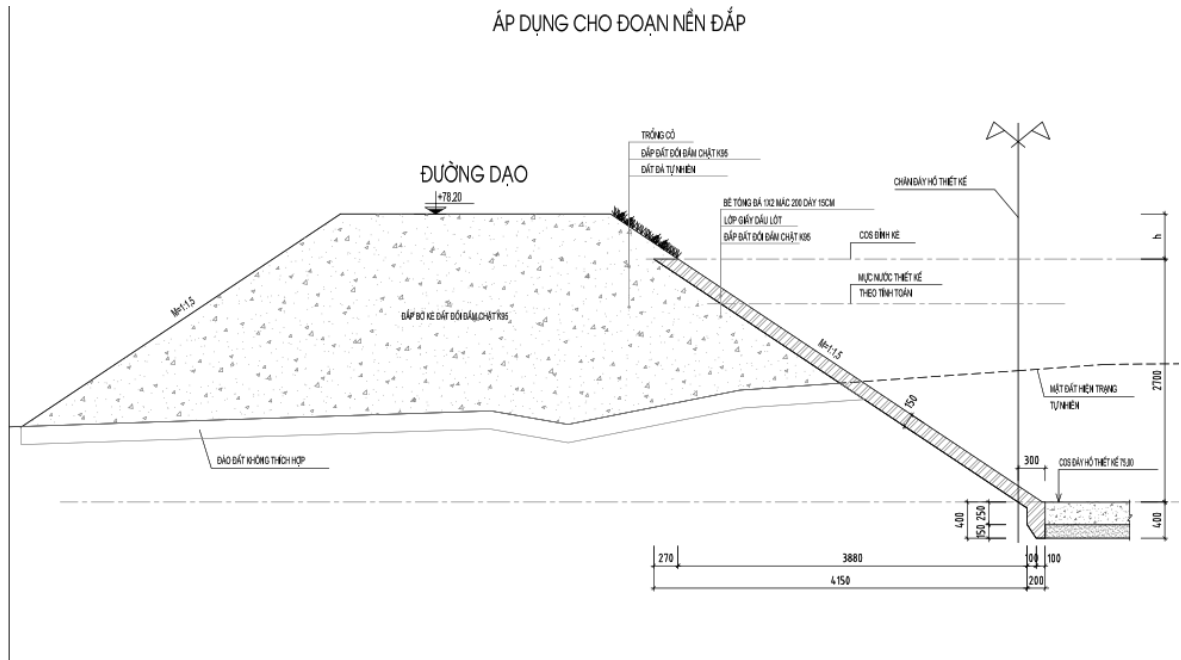 ÁP DỤNG CHO ĐOẠN NỀN ĐẮP
TRỒNG CỎ
ĐẮP ĐẤT ĐỒI ĐẦM CHẶT K95
ĐẤT ĐÁ TỰ NHIÊN
ĐƯỜNG DẠO
+78.20
CHÂN ĐÁY HỒ THIẾT KẾ
BÊ TÔNG ĐÁ 1X2 MÁC 200 DÀY 15CM
LỚP GIẤY DẦU LÓT
ĐẮP ĐẤT ĐỒI ĐẦM CHẶT K95
COS ĐỈNH KÈ
h
MỰC NƯỚC THIẾT KẾ
THEO TÍNH TOÁN
M=1:1,5
ĐẮP BỜ KÈ ĐẤT ĐỒI ĐẦM CHẶT K95
M=1:1,5
2700
MẶT ĐẤT HIỆN TRẠNG
TỰ NHIÊN
150
ĐÀO ĐẤT KHÔNG THÍCH HỢP
300
COS ĐÁY HỒ THIẾT KẾ 75,00
400
250
150
400
270
3880
100
100
4150
200